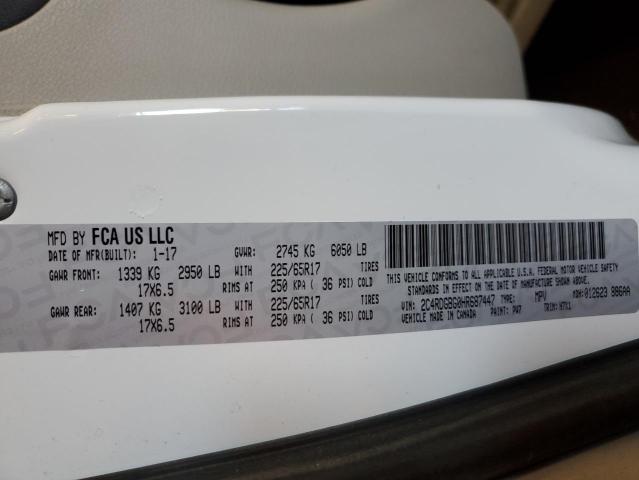 MFD BY FCA US LLC
DATE OF MFR(BUILT): 1-17 GVWR: 2745 KG 6050 LB
GAWR FRONT: 1339 KG 2950 LB WITH 225/65R17 TIRES
17X6.5 RIMS AT 250 KPA ( 36 PSI) COLD
GAWR REAR: 1407 KG 3100 LB WITH 225/65R17 TIRES
17X6.5 RIMS AT 250 KPA ( 36 PSI) COLD
THIS VEHICLE CONFORMS TO ALL APPLICABLE U.S.A. FEDERAL MOTOR VEHICLE SAFETY
STANDARDS IN EFFECT ON THE DATE OF MANUFACTURE SHOWN ABOVE.
VIN: 2C4RDGBG0HR687447 TYPE: MPV MDH: 012623 886AA
VEHICLE MADE IN CANADA PAINT: PW7 TRIM: